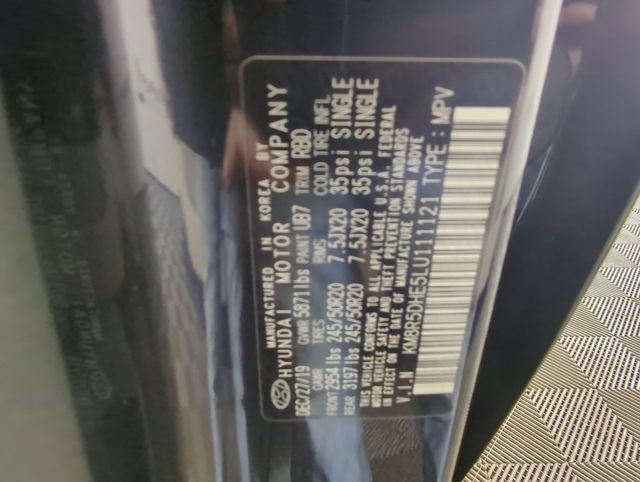 MANUFACTURED IN KOREA BY
HYUNDAI MOTOR COMPANY
DEC/27/19 GVWR 5871lbs PAINT UB7 TRIM RBD
GAWR TIRES RIMS COLD TIRE INFL
FRONT 2954 lbs 245/50R20 7.5JX20 35psi SINGLE
REAR 3197 lbs 245/50R20 7.5JX20 35psi SINGLE
THIS VEHICLE CONFORMS TO ALL APPLICABLE U.S.A. FEDERAL
MOTOR VEHICLE SAFETY AND THEFT PREVENTION STANDARDS
IN EFFECT ON THE DATE OF MANUFACTURE SHOWN ABOVE
V.I.N KM8R5DHE5LU111121 TYPE : MPV